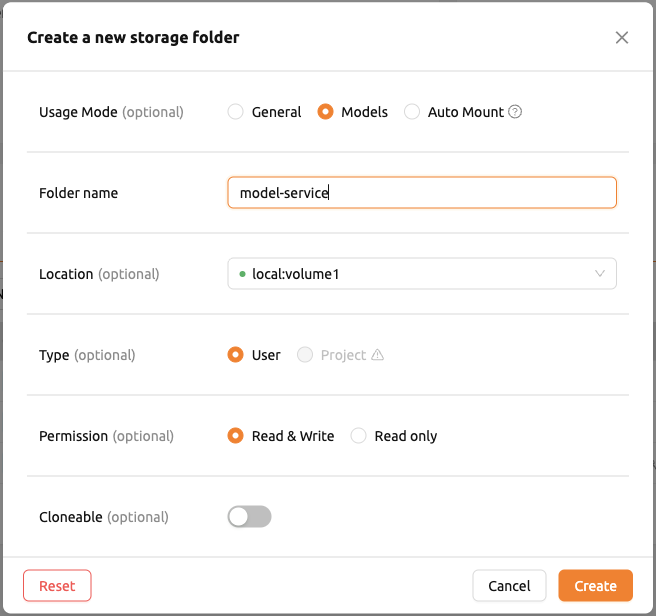 Create a new storage folder
Usage Mode (optional) General Models Auto Mount
Folder name model-service
Location (optional) local:volume1
Type (optional) User Project
Permission (optional) Read & Write Read only
Cloneable (optional)
Reset Cancel Create